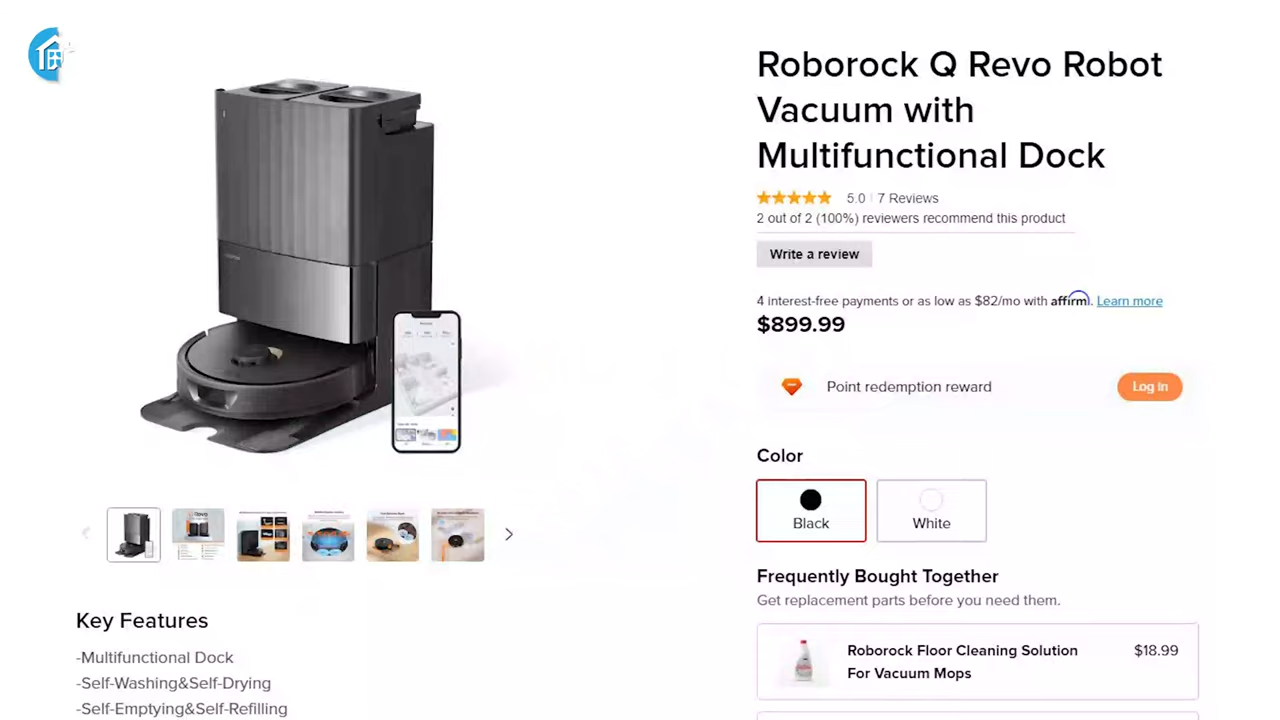 Roborock Q Revo Robot
Vacuum with
Multifunctional Dock
5.0 | 7 Reviews
2 out of 2 (100%) reviewers recommend this product
Write a review
4 interest-free payments or as low as $82/mo with affirm. Learn more
$899.99
Point redemption reward
Log in
Color
Black
White
Frequently Bought Together
Get replacement parts before you need them.
Roborock Floor Cleaning Solution
For Vacuum Mops
$18.99
Key Features
-Multifunctional Dock
-Self-Washing&Self-Drying
-Self-Emptying&Self-Refilling